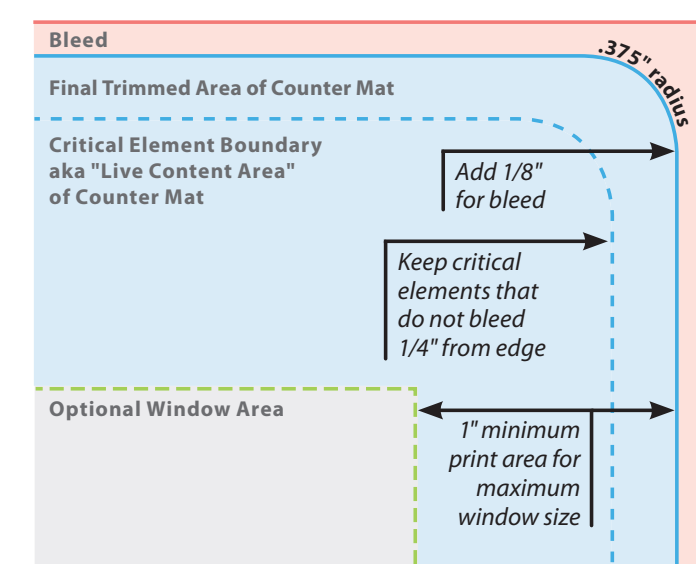 Bleed
.375" radius
Final Trimmed Area of Counter Mat
Critical Element Boundary
aka "Live Content Area"
of Counter Mat
Add 1/8"
for bleed
Keep critical
elements that
do not bleed
1/4" from edge
Optional Window Area
1" minimum
print area for
maximum
window size